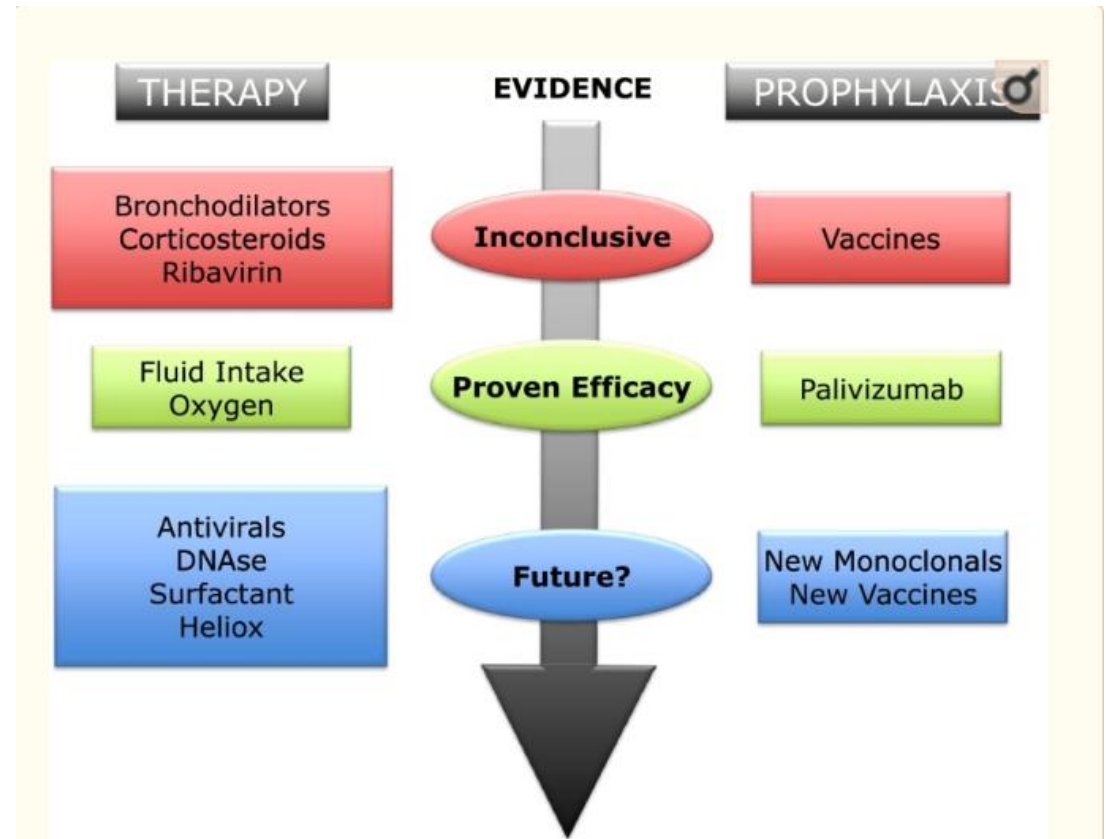 THERAPY
EVIDENCE
PROPHYLAXIS
Bronchodilators
Corticosteroids
Ribavirin
Inconclusive
Vaccines
Fluid Intake
Oxygen
Proven Efficacy
Palivizumab
Antivirals
DNAse
Surfactant
Heliox
Future?
New Monoclonals
New Vaccines